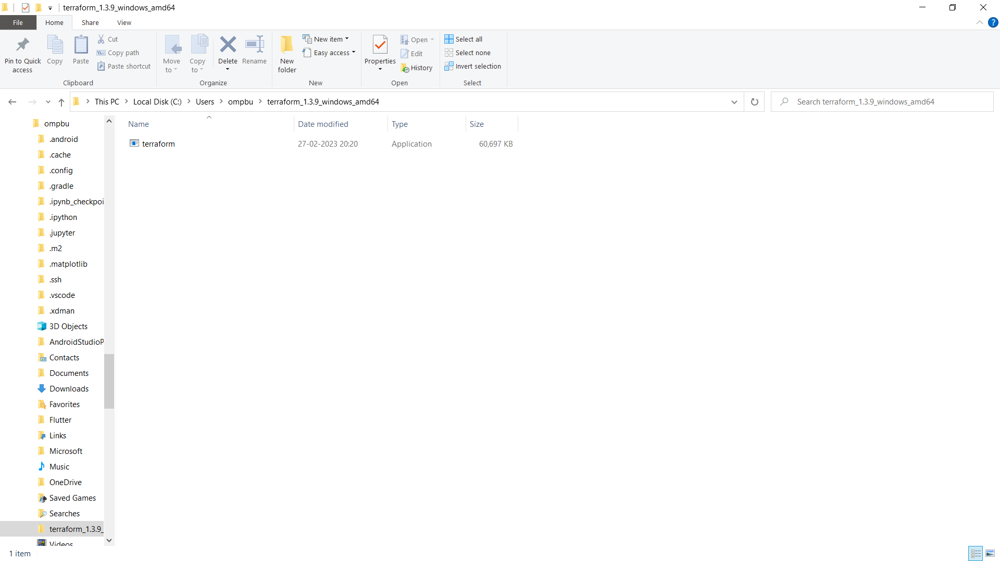 terraform_1.3.9_windows_amd64
File Home Share View
?
Pin to Quick access
Copy
Paste
Cut
Copy path
Paste shortcut
Clipboard
Move to
Copy to
Delete
Rename
Organize
New folder
New item
Easy access
New
Properties
Open
Edit
History
Open
Select all
Select none
Invert selection
Select
This PC > Local Disk (C:) > Users > ompbu > terraform_1.3.9_windows_amd64
Search terraform_1.3.9_windows_amd64
ompbu
.android
.cache
.config
.gradle
.ipynb_checkpoi
.ipython
.jupyter
.m2
.matplotlib
.ssh
.vscode
.xdman
3D Objects
AndroidStudioP
Contacts
Documents
Downloads
Favorites
Flutter
Links
Microsoft
Music
OneDrive
Saved Games
Searches
terraform_1.3.9_
Videos
Name Date modified Type Size
terraform 27-02-2023 20:20 Application 60,697 KB
1 item